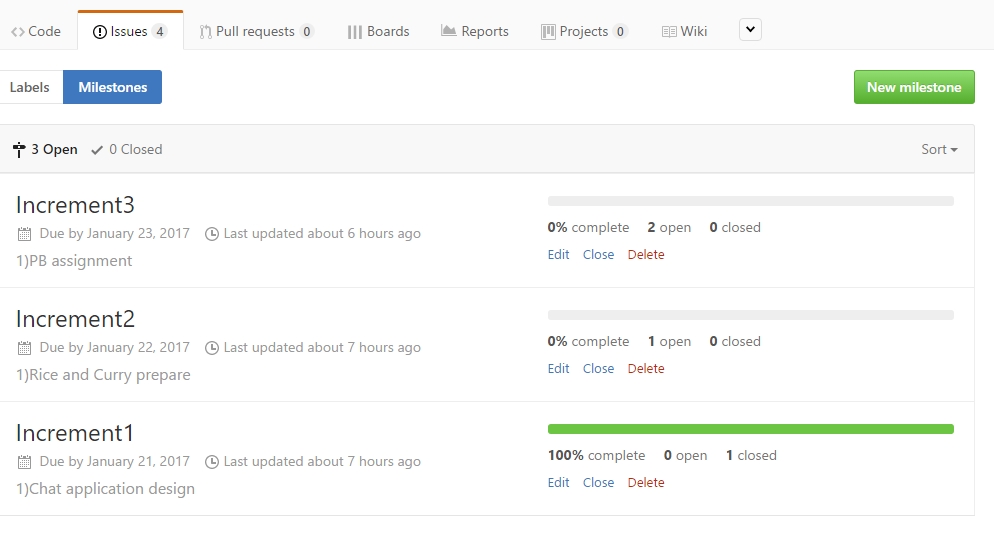 Code Issues 4 Pull requests 0 Boards Reports Projects 0 Wiki
Labels Milestones New milestone
3 Open 0 Closed Sort
Increment3
Due by January 23, 2017 Last updated about 6 hours ago
1)PB assignment
0% complete 2 open 0 closed
Edit Close Delete
Increment2
Due by January 22, 2017 Last updated about 7 hours ago
1)Rice and Curry prepare
0% complete 1 open 0 closed
Edit Close Delete
Increment1
Due by January 21, 2017 Last updated about 7 hours ago
1)Chat application design
100% complete 0 open 1 closed
Edit Close Delete